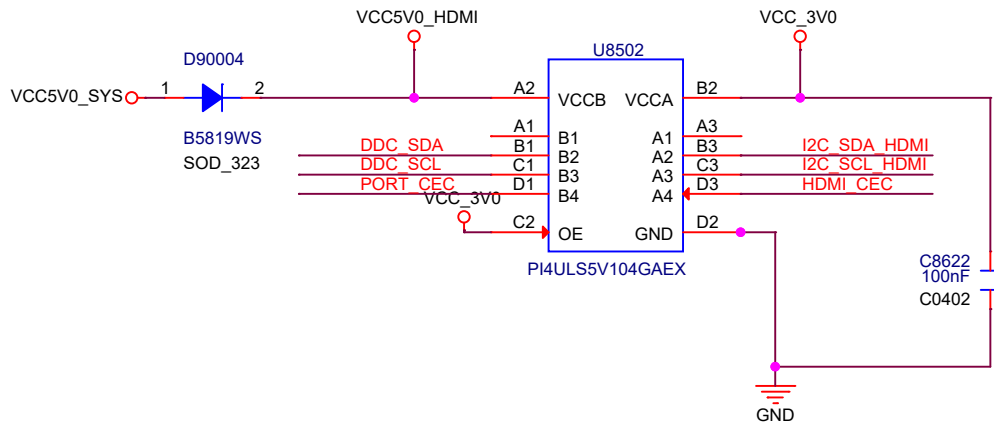 VCC5V0_HDMI
VCC_3V0
D90004
U8502
VCC5V0_SYS
1
2
A2
VCCB
VCCA
B2
B5819WS
SOD_323
A1
B1
A1
A3
DDC_SDA
B1
B2
A2
B3
I2C_SDA_HDMI
DDC_SCL
C1
B3
A3
C3
I2C_SCL_HDMI
PORT_CEC
D1
B4
A4
D3
HDMI_CEC
VCC_3V0
C2
OE
GND
D2
PI4ULS5V104GAEX
C8622
100nF
C0402
GND